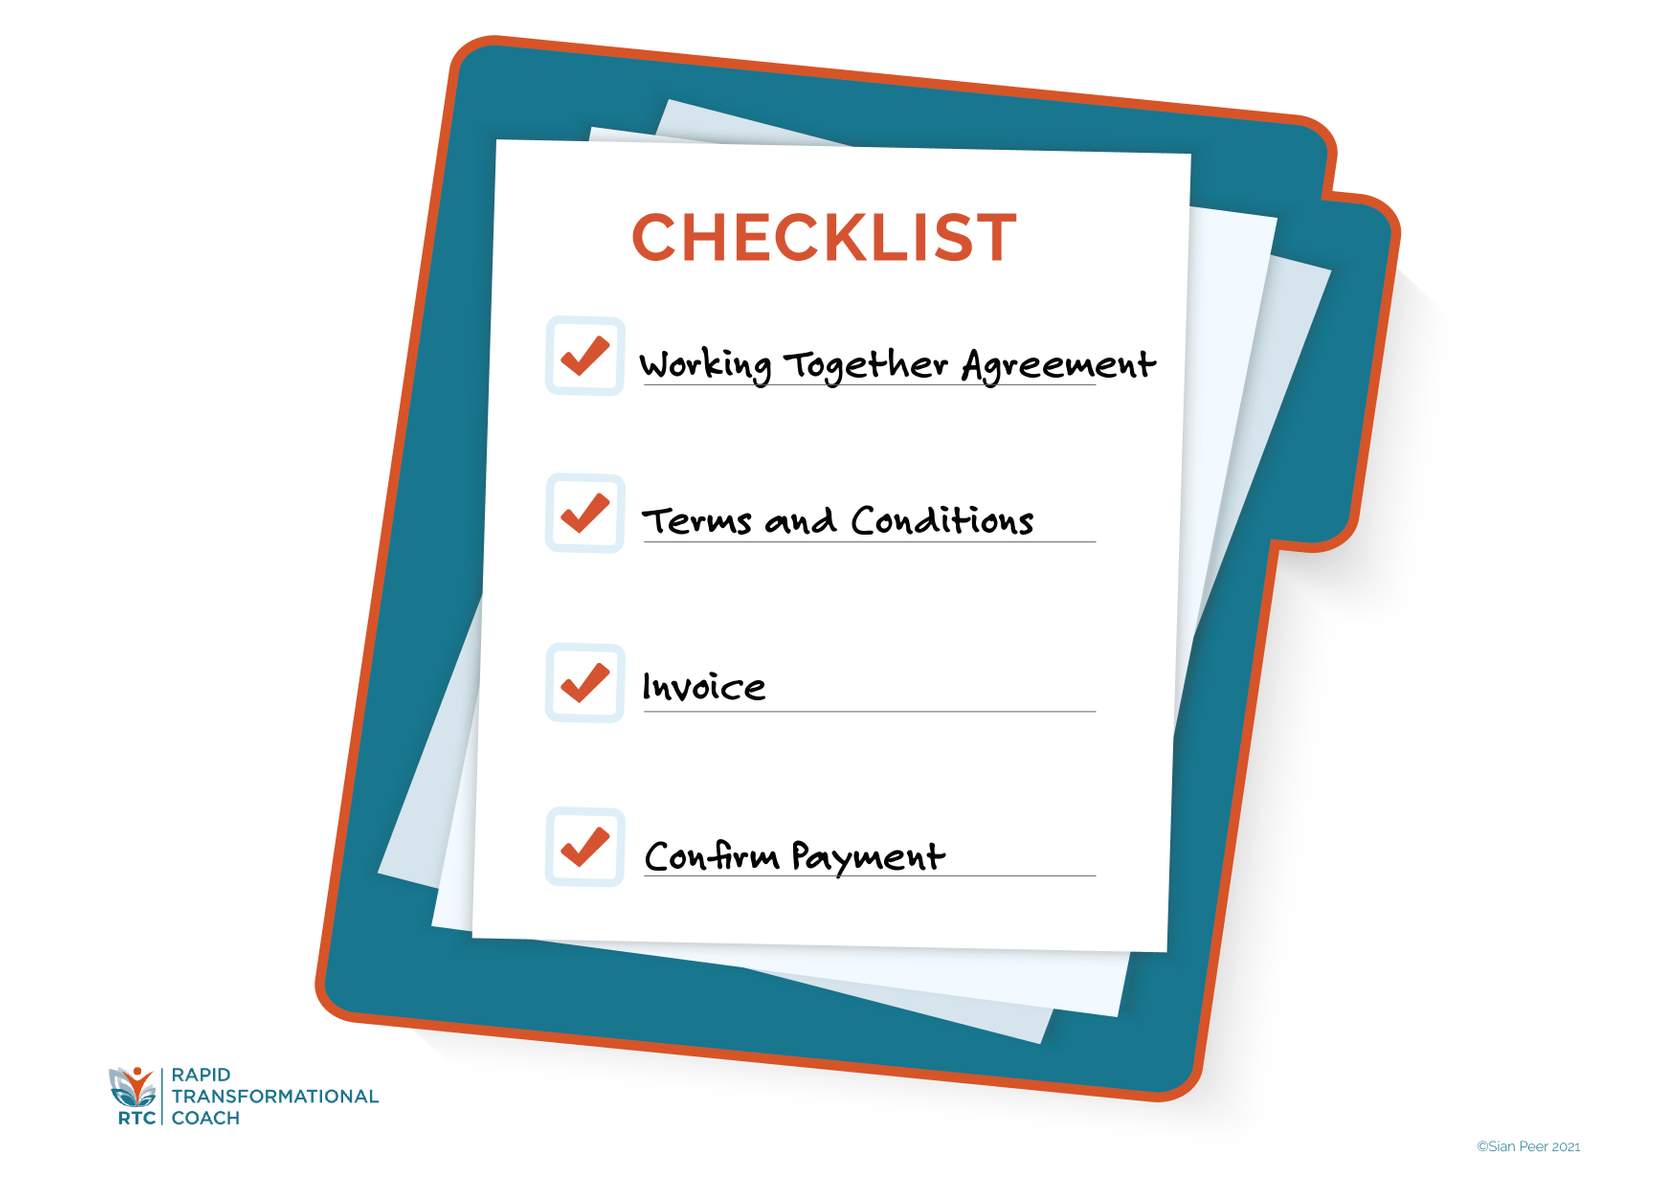 CHECKLIST
Working Together Agreement
Terms and Conditions
Invoice
Confirm Payment
RAPID
TRANSFORMATIONAL
RTC COACH
©Sian Peer 2021